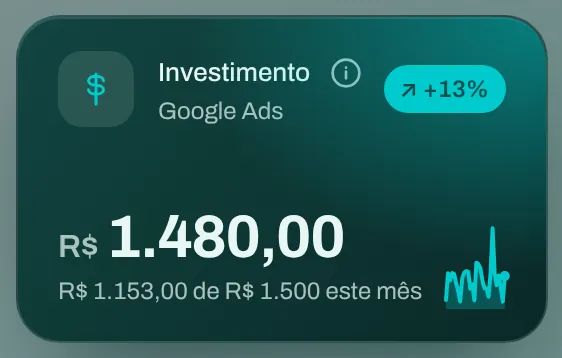 $
Investimento
Google Ads
+13%
R$ 1.480,00
R$ 1.153,00 de R$ 1.500 este mês